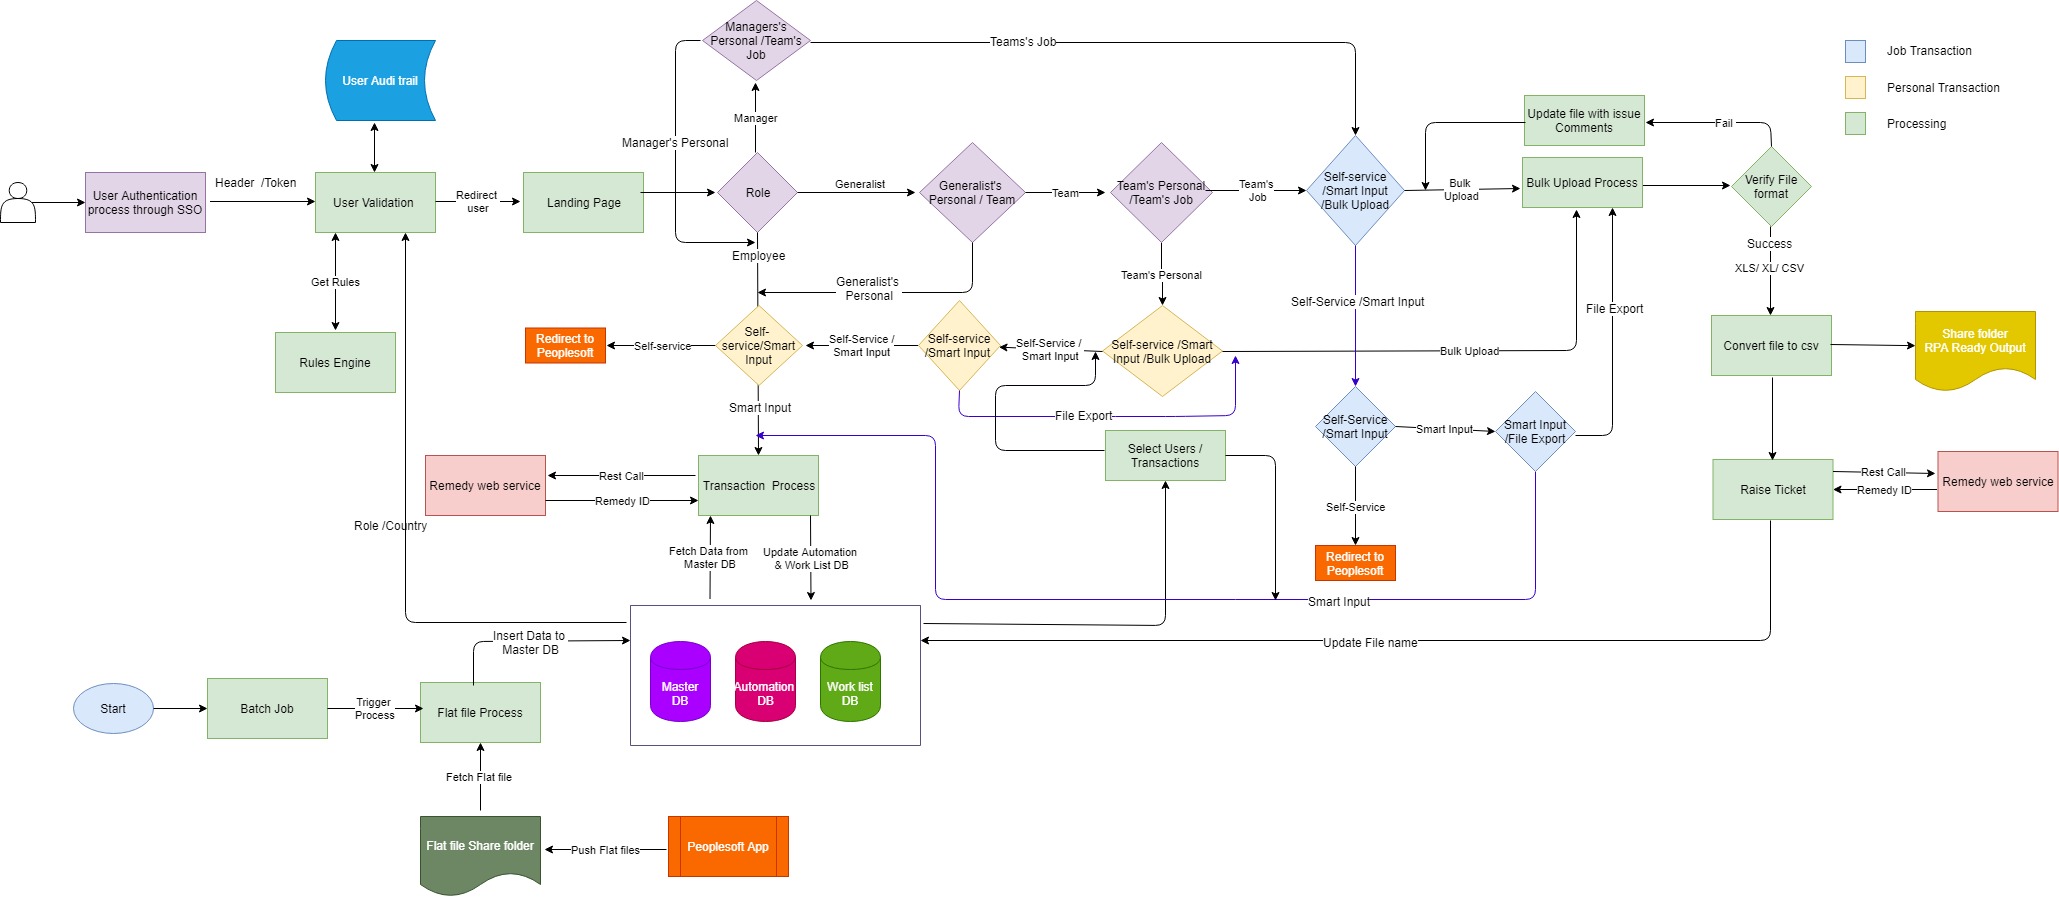 Managers's
Personal /Team's
Job
Teams's Job
Job Transaction
Personal Transaction
Processing
User Audi trail
Manager
Manager's Personal
Update file with issue
Comments
Fail
User Authentication
process through SSO
Header /Token
User Validation
Redirect
user
Landing Page
Role
Generalist
Generalist's
Personal / Team
Team
Team's Personal
/Team's Job
Team's
Job
Self-service
/Smart Input
/Bulk Upload
Bulk
Upload
Bulk Upload Process
Verify File
format
Employee
Success
XLS/ XL/ CSV
Get Rules
Generalist's
Personal
Team's Personal
Self-Service /Smart Input
File Export
Rules Engine
Redirect to
Peoplesoft
Self-service
Self-
service/Smart
Input
Self-Service /
Smart Input
Self-service
/Smart Input
Self-Service /
Smart Input
Self-service /Smart
Input /Bulk Upload
Bulk Upload
Convert file to csv
Share folder
RPA Ready Output
Smart Input
File Export
Self-Service
/Smart Input
Smart Input
Smart Input
/File Export
Select Users /
Transactions
Remedy web service
Rest Call
Remedy ID
Transaction Process
Raise Ticket
Rest Call
Remedy ID
Remedy web service
Role /Country
Self-Service
Fetch Data from
Master DB
Update Automation
& Work List DB
Redirect to
Peoplesoft
Smart Input
Insert Data to
Master DB
Update File name
Master
DB
Automation
DB
Work list
DB
Start
Batch Job
Trigger
Process
Flat file Process
Fetch Flat file
Flat file Share folder
Push Flat files
Peoplesoft App